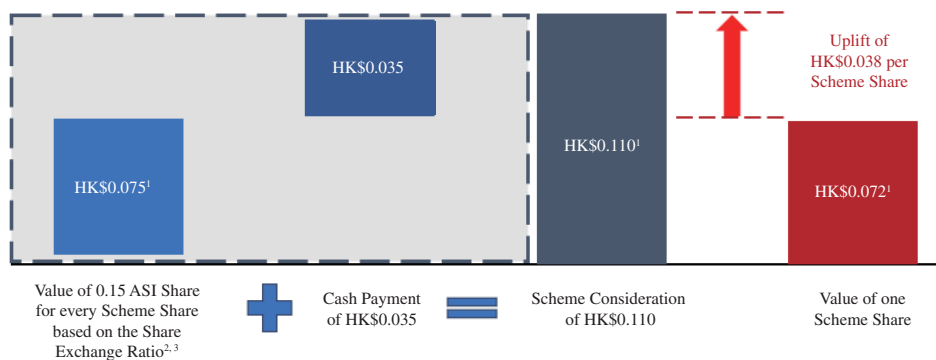 HK$0.035
Uplift of
HK$0.038 per
Scheme Share
HK$0.075¹
HK$0.110¹
HK$0.072¹
Value of 0.15 ASI Share
for every Scheme Share
based on the Share
Exchange Ratio²,³
Cash Payment
of HK$0.035
Scheme Consideration
of HK$0.110
Value of one
Scheme Share